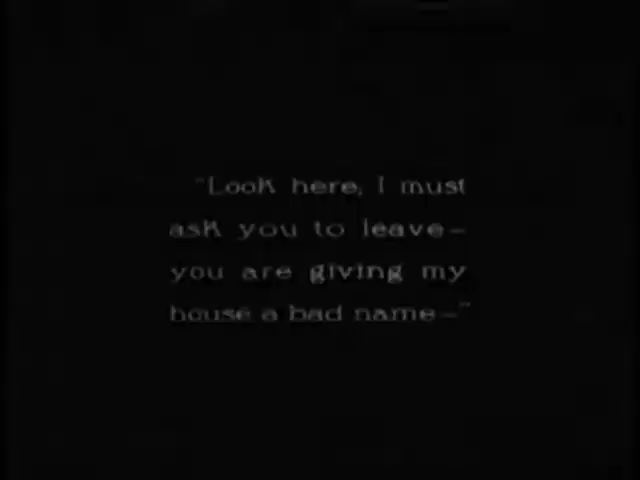 "Look here, I must
ask you to leave—
you are giving my
house a bad name—"